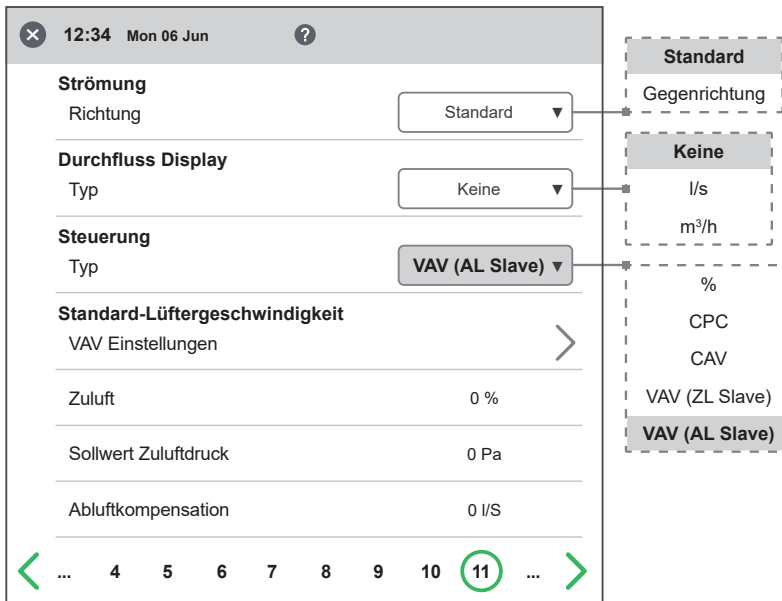 12:34 Mon 06 Jun ?
Strömung
Richtung Standard ▼
Durchfluss Display
Typ Keine ▼
Steuerung
Typ VAV (AL Slave) ▼
Standard-Lüftergeschwindigkeit
VAV Einstellungen
Zuluft 0 %
Sollwert Zuluftdruck 0 Pa
Abluftkompensation 0 l/S
... 4 5 6 7 8 9 10 11 ...
Standard
Gegenrichtung
Keine
l/s
m³/h
%
CPC
CAV
VAV (ZL Slave)
VAV (AL Slave)